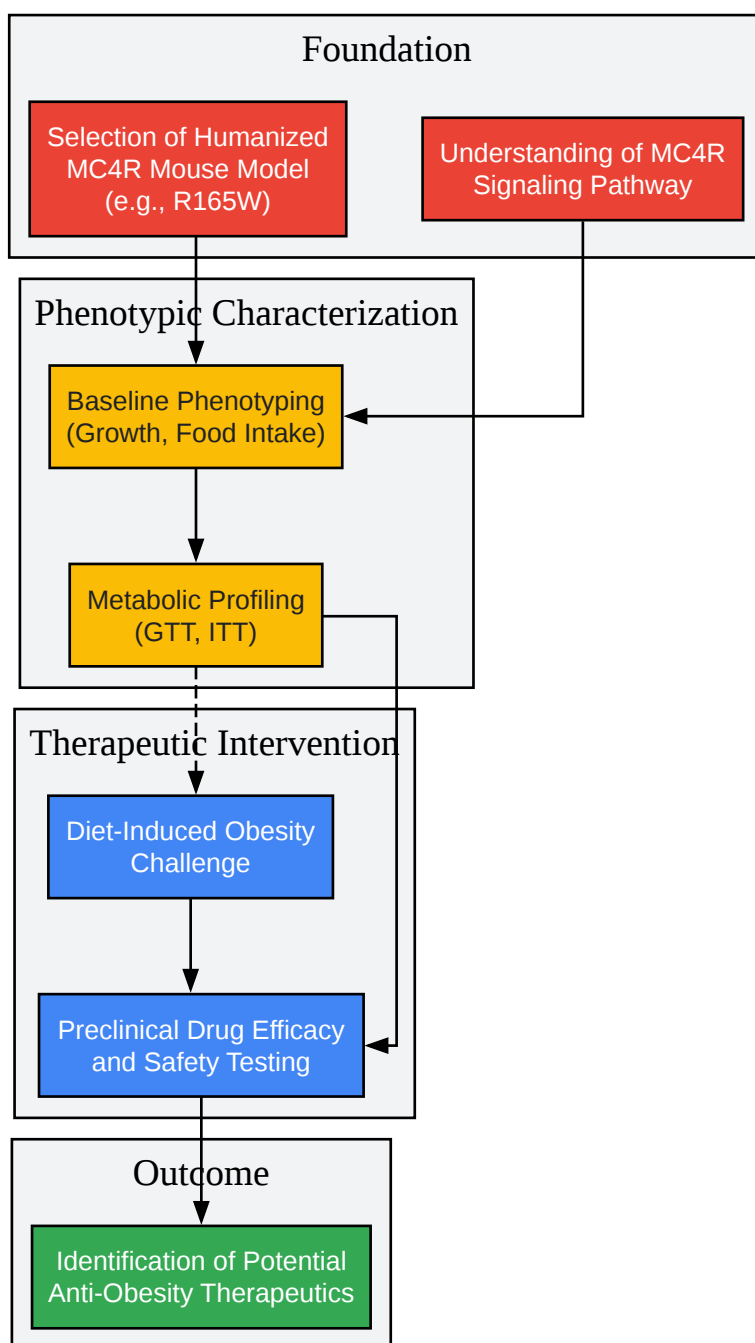 Foundation
Selection of Humanized
MC4R Mouse Model
(e.g., R165W)
Understanding of MC4R
Signaling Pathway
Phenotypic Characterization
Baseline Phenotyping
(Growth, Food Intake)
Metabolic Profiling
(GTT, ITT)
Therapeutic Intervention
Diet-Induced Obesity
Challenge
Preclinical Drug Efficacy
and Safety Testing
Outcome
Identification of Potential
Anti-Obesity Therapeutics